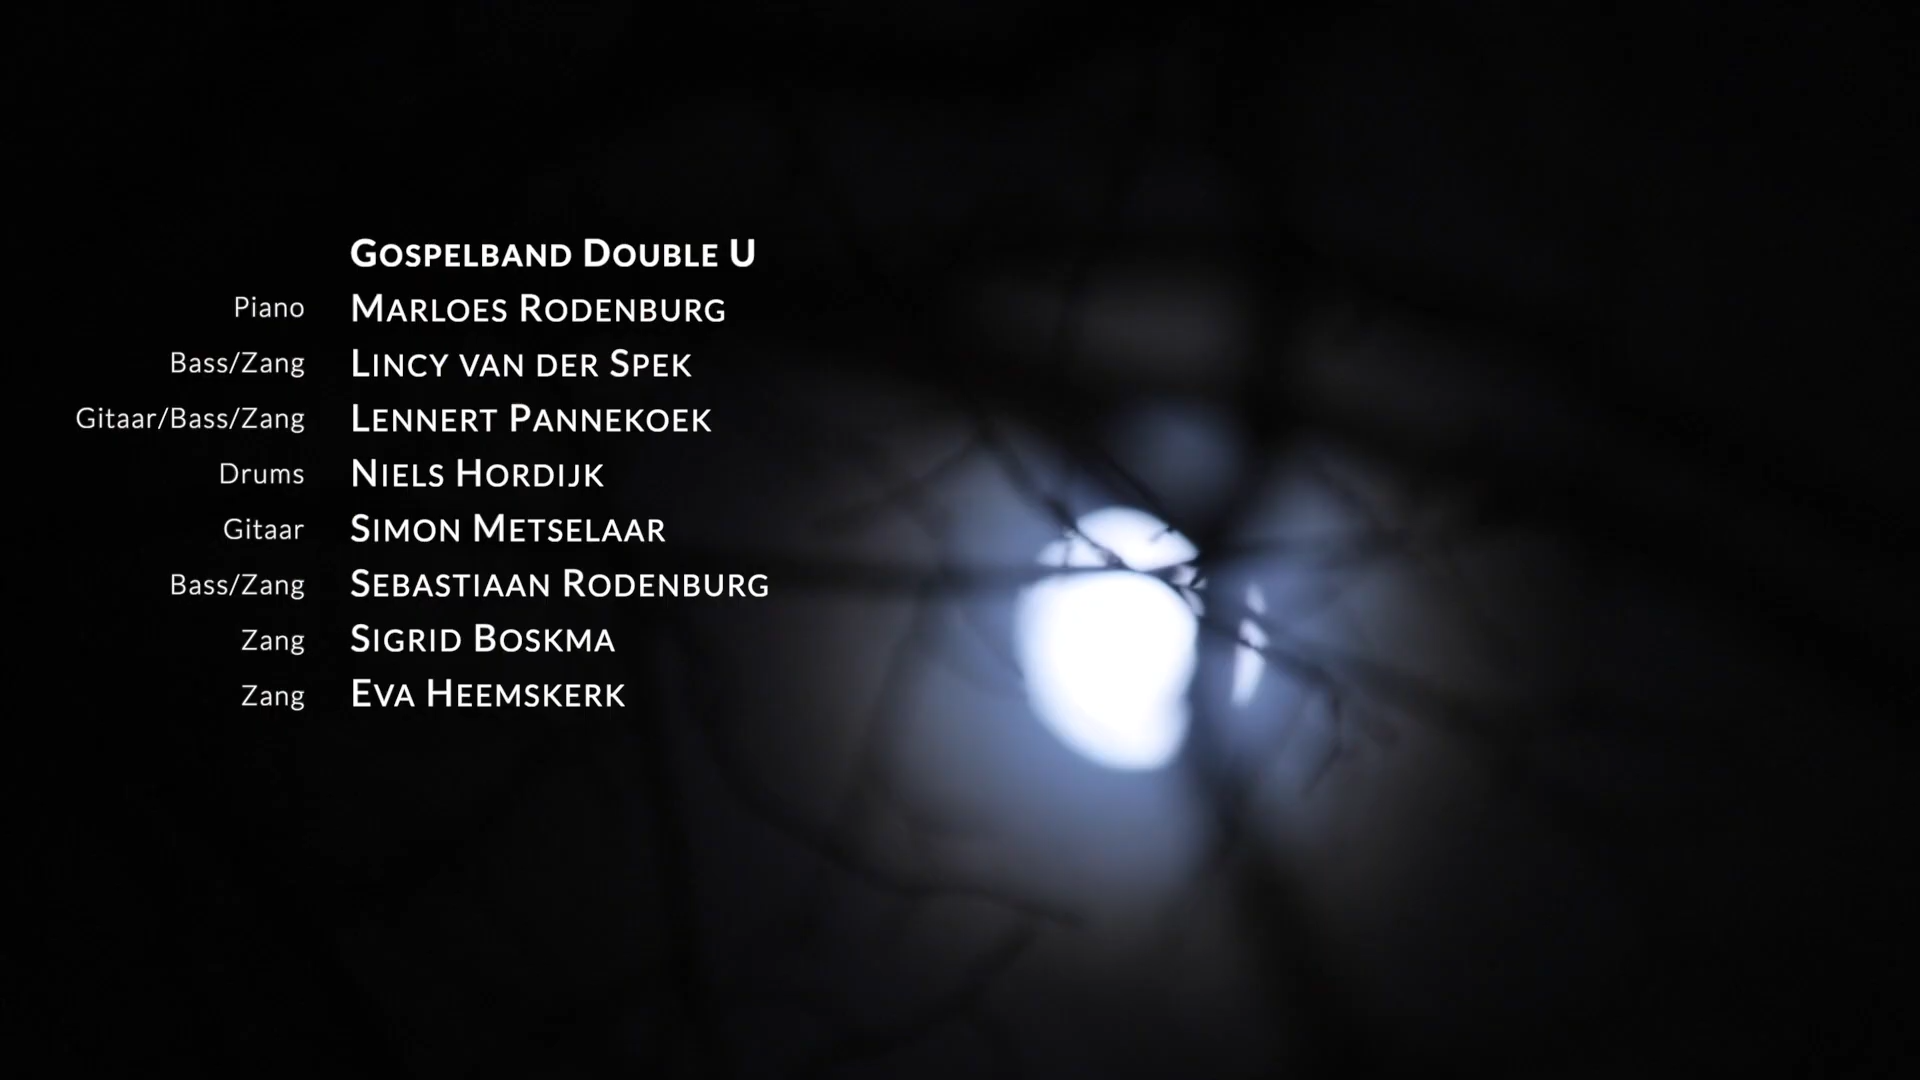 Gospelband Double U
Piano Marloes Rodenburg
Bass/Zang Lincy van der Spek
Gitaar/Bass/Zang Lennert Pannekoek
Drums Niels Hordijk
Gitaar Simon Metselaar
Bass/Zang Sebastiaan Rodenburg
Zang Sigrid Boskma
Zang Eva Heemskerk